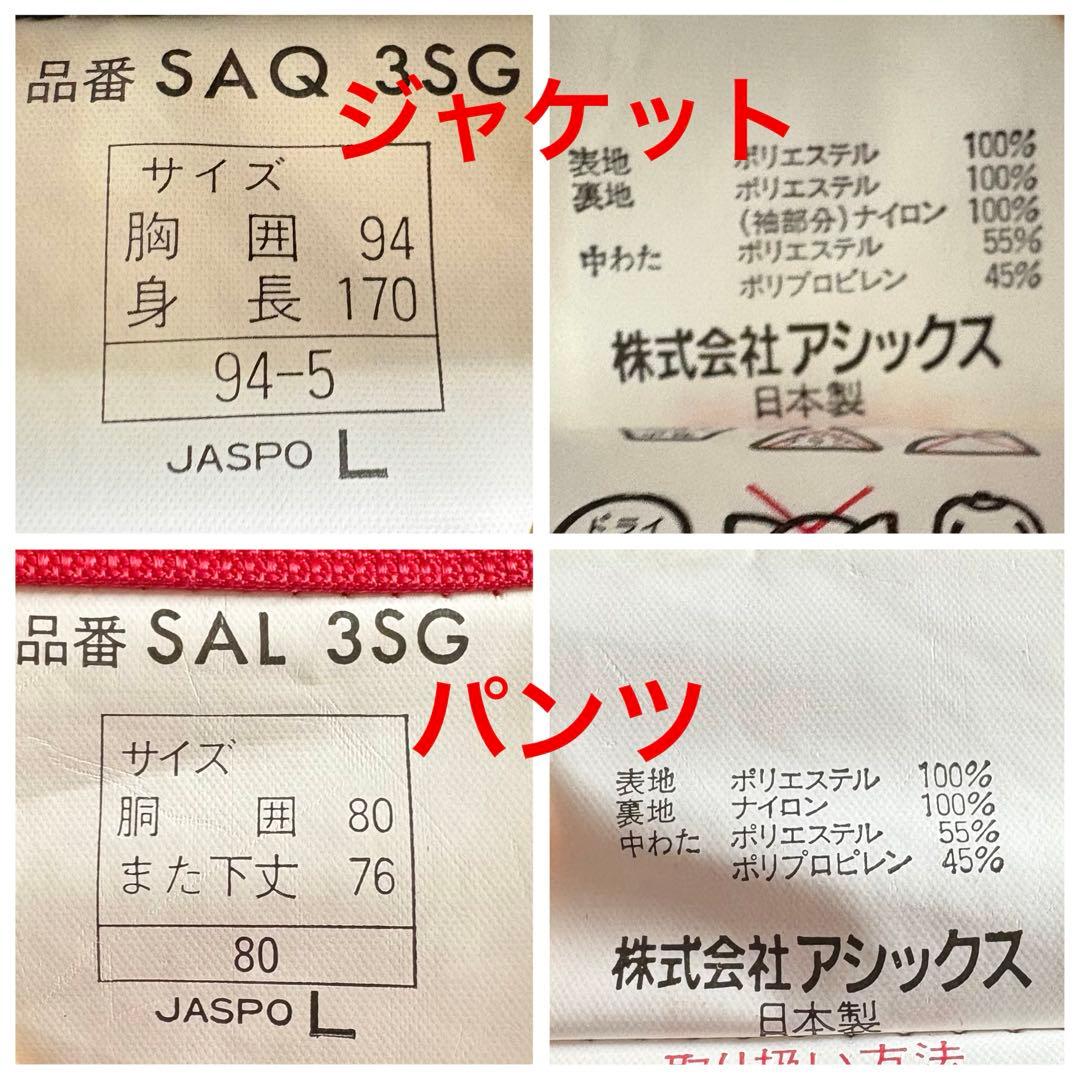 ジャケット
品番 SAQ 3SG
サイズ
胸囲 94
身長 170
94-5
JASPO L
表地 ポリエステル 100%
裏地 ポリエステル 100%
(袖部分)ナイロン 100%
中わた ポリエステル 55%
ポリプロピレン 45%
株式会社アシックス
日本製
ドライ
パンツ
品番 SAL 3SG
サイズ
胴囲 80
また下丈 76
80
JASPO L
表地 ポリエステル 100%
裏地 ナイロン 100%
中わた ポリエステル 55%
ポリプロピレン 45%
株式会社アシックス
日本製
取り扱い方法